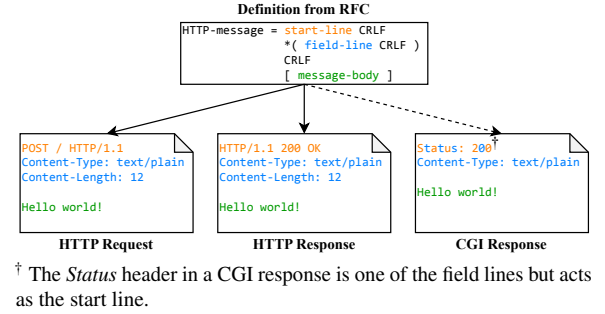 Definition from RFC
HTTP-message = start-line CRLF
*( field-line CRLF )
CRLF
[ message-body ]
POST / HTTP/1.1
Content-Type: text/plain
Content-Length: 12
Hello world!
HTTP Request
HTTP/1.1 200 OK
Content-Type: text/plain
Content-Length: 12
Hello world!
HTTP Response
Status: 200†
Content-Type: text/plain
Hello world!
CGI Response
† The Status header in a CGI response is one of the field lines but acts
as the start line.